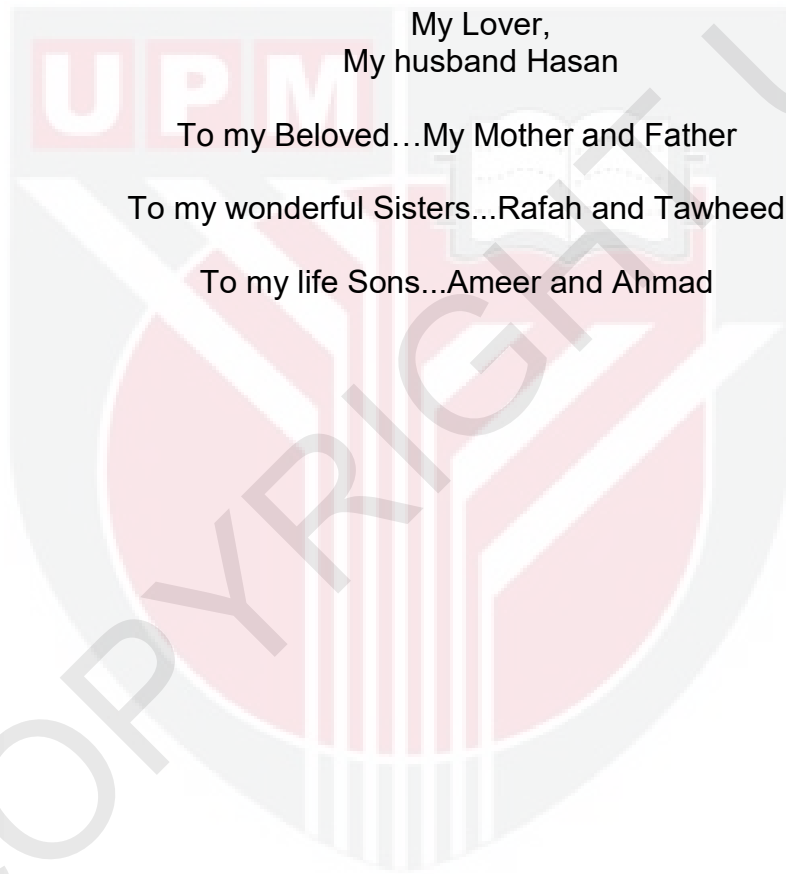 My Lover,
My husband Hasan
To my Beloved…My Mother and Father
To my wonderful Sisters...Rafah and Tawheed
To my life Sons...Ameer and Ahmad
UPM
COPYRIGHT U